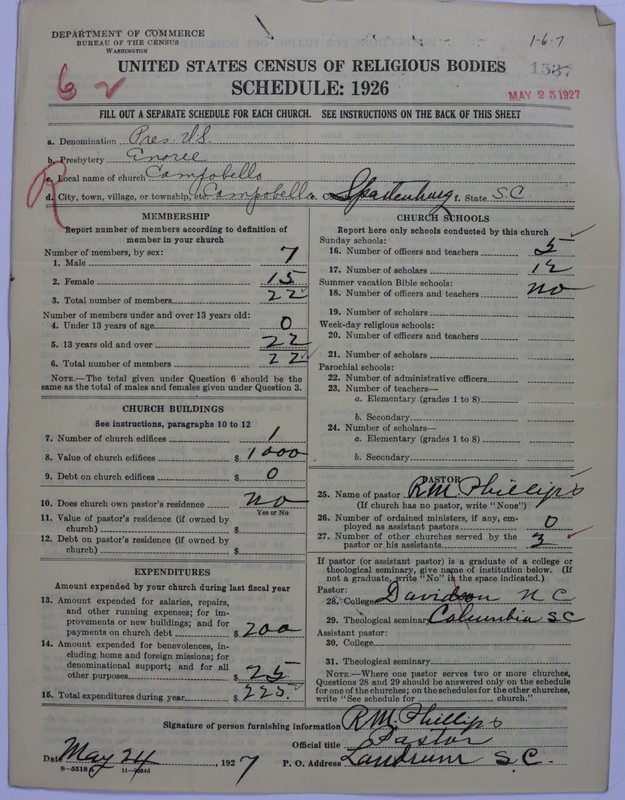 DEPARTMENT OF COMMERCE
BUREAU OF THE CENSUS
WASHINGTON
1-6-7
1537
62
UNITED STATES CENSUS OF RELIGIOUS BODIES
SCHEDULE: 1926
MAY 25 1927
FILL OUT A SEPARATE SCHEDULE FOR EACH CHURCH. SEE INSTRUCTIONS ON THE BACK OF THIS SHEET
a. Denomination Pres. U.S.
b. Presbytery Enoree
R
c. Local name of church Campobello
d. City, town, village, or township, etc. Campobello e. Co. Spartenburg f. State S.C
MEMBERSHIP
Report number of members according to definition of member in your church
Number of members, by sex:
1. Male 7
2. Female 15
3. Total number of members 22
Number of members under and over 13 years old:
4. Under 13 years of age 0
5. 13 years old and over 22
6. Total number of members 22
NOTE.—The total given under Question 6 should be the
same as the total of males and females given under Question 3.
CHURCH BUILDINGS
See instructions, paragraphs 10 to 12
7. Number of church edifices 1
8. Value of church edifices $ 1000
9. Debt on church edifices $ 0
10. Does church own pastor's residence no
Yes or No
11. Value of pastor's residence (if owned by
church) $
12. Debt on pastor's residence (if owned by
church) $
EXPENDITURES
Amount expended by your church during last fiscal year
13. Amount expended for salaries, repairs,
and other running expenses; for im-
provements or new buildings; and for
payments on church debt $ 200
14. Amount expended for benevolences, in-
cluding home and foreign missions; for
denominational support; and for all
other purposes $ 25
15. Total expenditures during year $ 225.
CHURCH SCHOOLS
Report here only schools conducted by this church
Sunday schools:
16. Number of officers and teachers 5
17. Number of scholars 12
Summer vacation Bible schools:
18. Number of officers and teachers no
19. Number of scholars
Week-day religious schools:
20. Number of officers and teachers
21. Number of scholars
Parochial schools:
22. Number of administrative officers
23. Number of teachers—
a. Elementary (grades 1 to 8)
b. Secondary
24. Number of scholars—
a. Elementary (grades 1 to 8)
b. Secondary
PASTOR
25. Name of pastor R.M. Phillips
(If church has no pastor, write "None")
26. Number of ordained ministers, if any, em-
ployed as assistant pastors 0
27. Number of other churches served by the
pastor or his assistants 3
If pastor (or assistant pastor) is a graduate of a college or
theological seminary, give name of institution below. (If
not a graduate, write "No" in the space indicated.)
Pastor:
28. College Davidson N C
29. Theological seminary Columbia SC
Assistant pastor:
30. College
31. Theological seminary
NOTE.—Where one pastor serves two or more churches,
Questions 28 and 29 should be answered only on the schedule
for one of the churches; on the schedules for the other churches,
write "See schedule for church."
Signature of person furnishing information R.M. Phillips
Official title Pastor
Date May 24, 1927 P. O. Address Landrum S.C.